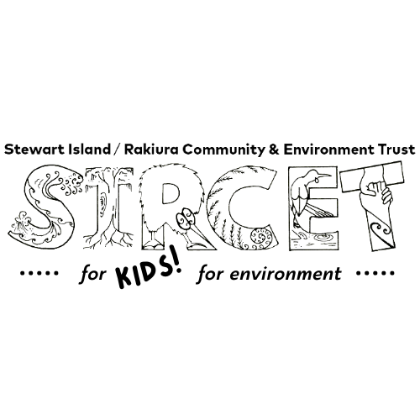 Stewart Island / Rakiura Community & Environment Trust
SIRCET
..... for KIDS! for environment .....